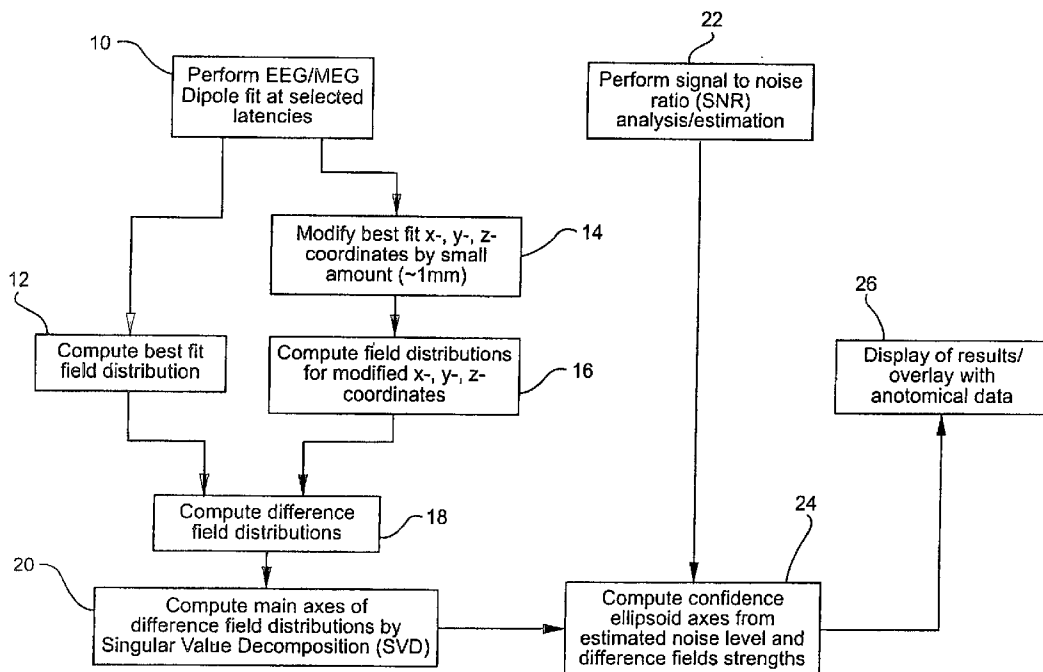 10
Perform EEG/MEG
Dipole fit at selected
latencies
22
Perform signal to noise
ratio (SNR)
analysis/estimation
Modify best fit x-, y-, z-
coordinates by small
amount (~1mm)
14
12
Compute best fit
field distribution
Compute field distributions
for modified x-, y-, z-
coordinates
16
26
Display of results/
overlay with
anotomical data
Compute difference
field distributions
18
20
Compute main axes of
difference field distributions by
Singular Value Decomposition (SVD)
24
Compute confidence
ellipsoid axes from
estimated noise level and
difference fields strengths